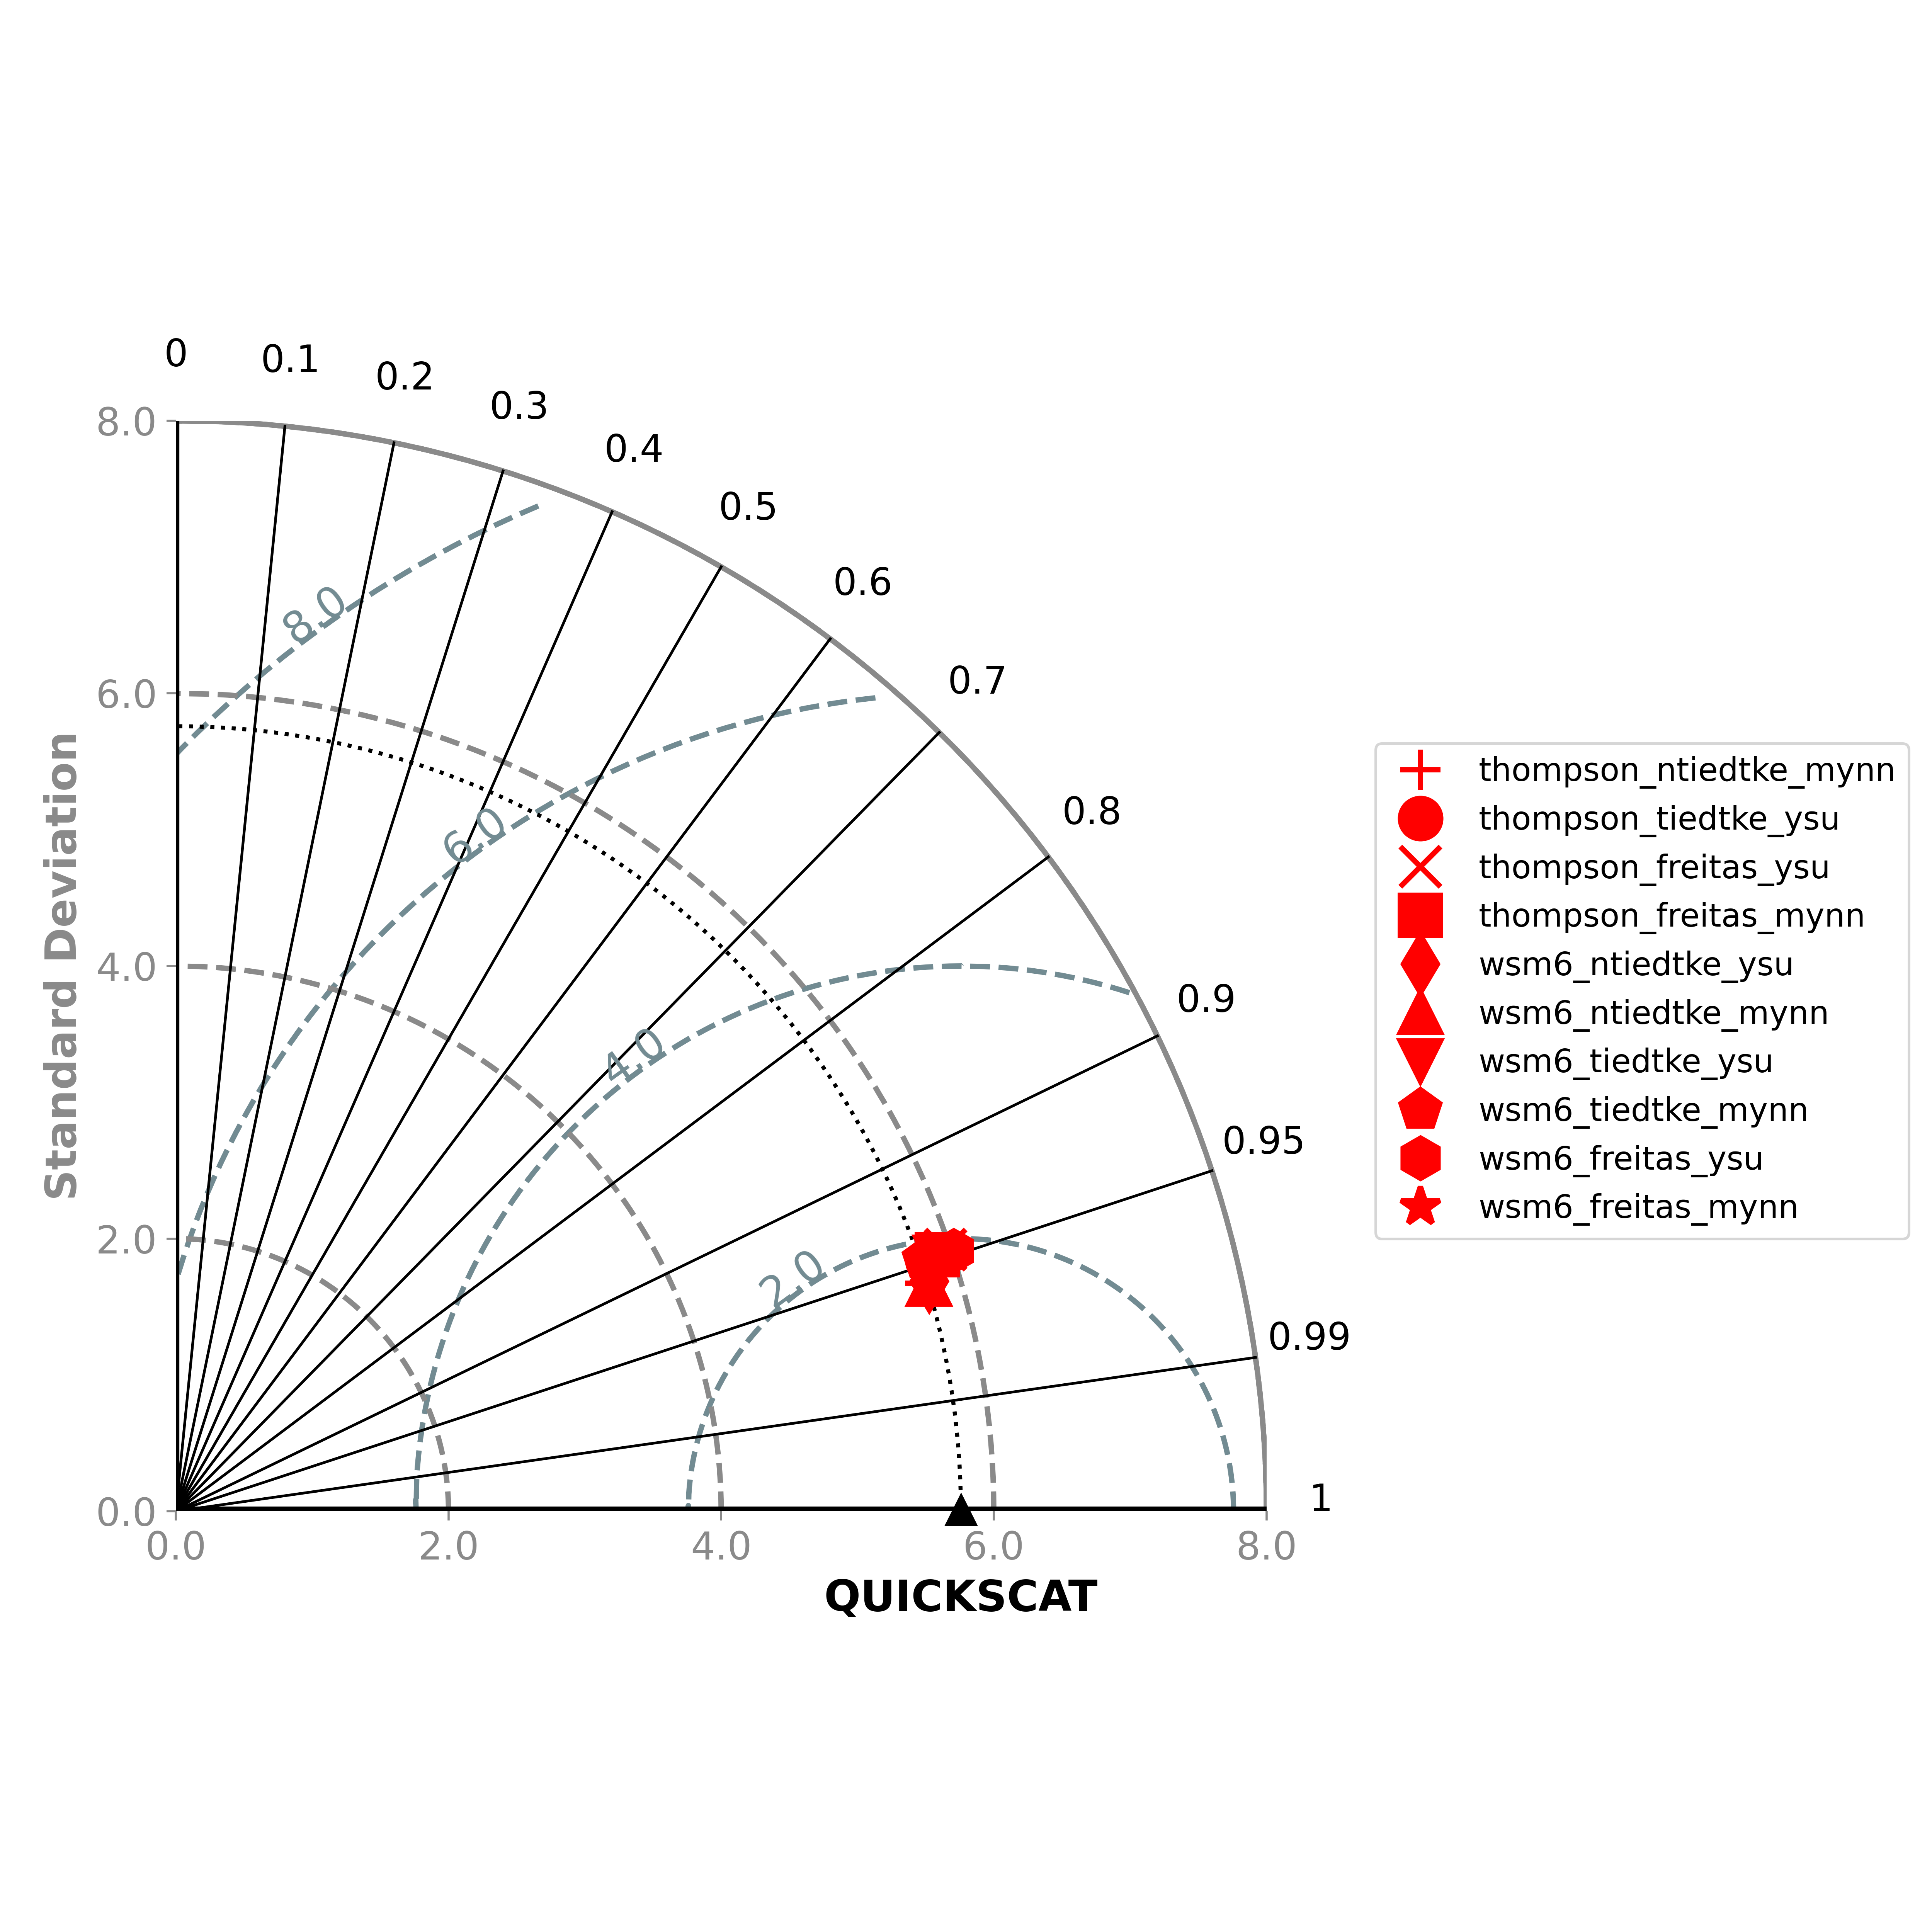 0
0.1
0.2
0.3
0.4
0.5
0.6
0.7
0.8
0.9
0.95
0.99
1
8.0
6.0
4.0
2.0
0.0
Standard Deviation
8.0
6.0
4.0
2.0
0.0
2.0
4.0
6.0
8.0
QUICKSCAT
thompson_ntiedtke_mynn
thompson_tiedtke_ysu
thompson_freitas_ysu
thompson_freitas_mynn
wsm6_ntiedtke_ysu
wsm6_ntiedtke_mynn
wsm6_tiedtke_ysu
wsm6_tiedtke_mynn
wsm6_freitas_ysu
wsm6_freitas_mynn